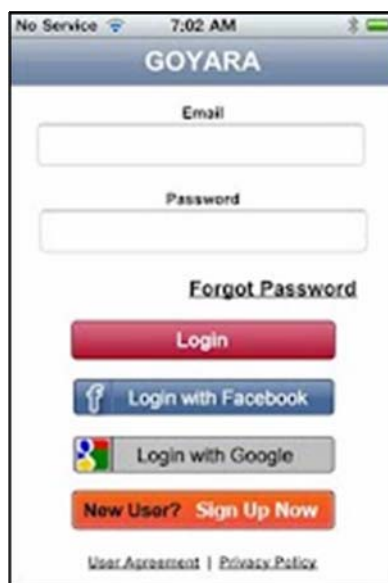 No Service 7:02 AM
GOYARA
Email
Password
Forgot Password
Login
f Login with Facebook
8 Login with Google
New User? Sign Up Now
User Agreement | Privacy Policy